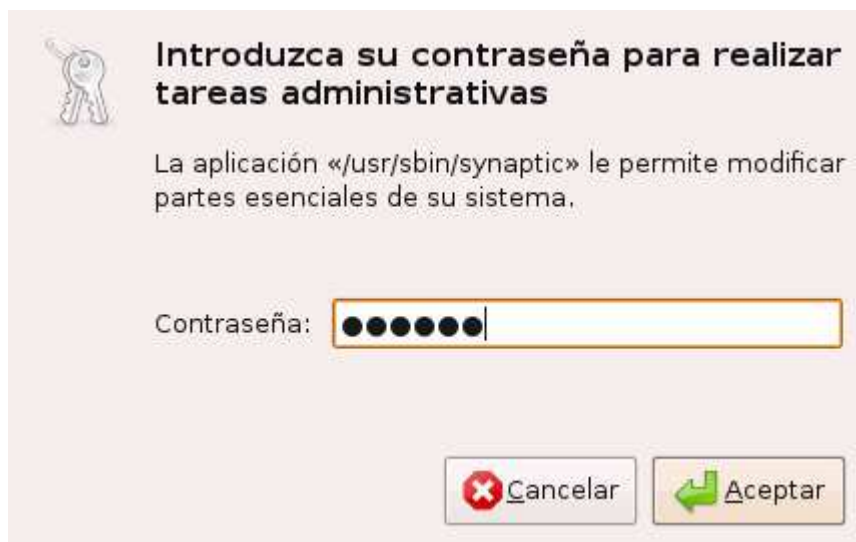 Introduzca su contraseña para realizar
tareas administrativas
La aplicación «/usr/sbin/synaptic» le permite modificar
partes esenciales de su sistema.
Contraseña: ●●●●●●
Cancelar
Aceptar